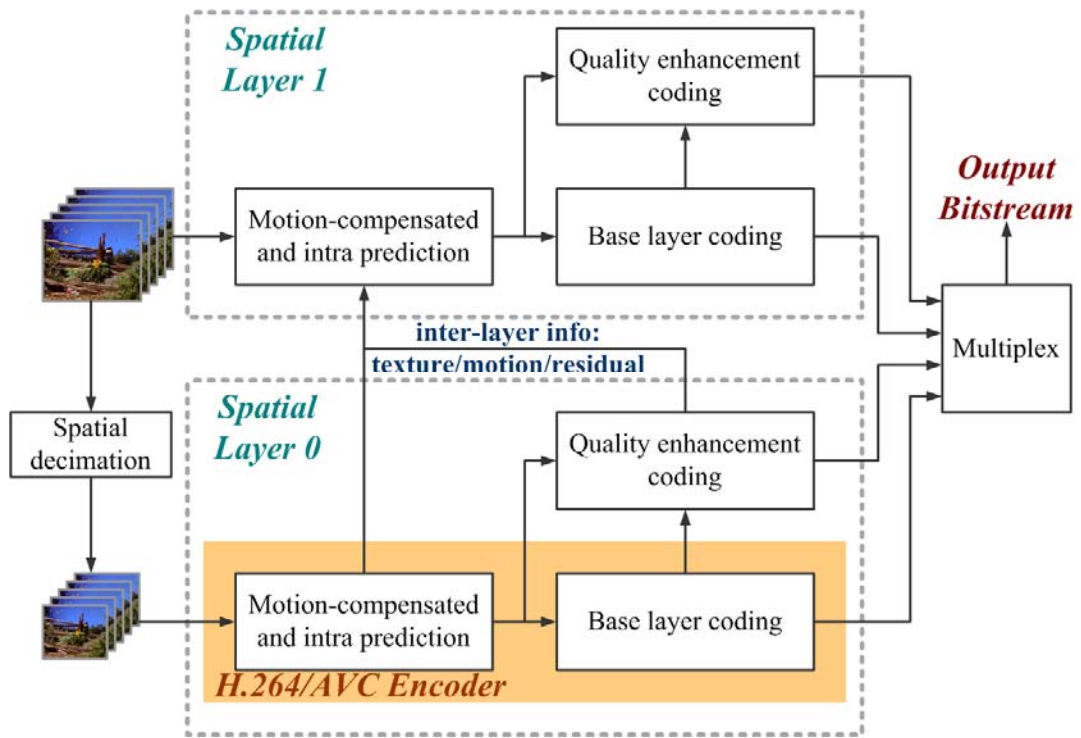 Spatial
Layer 1
Quality enhancement
coding
Output
Bitstream
Motion-compensated
and intra prediction
Base layer coding
inter-layer info:
texture/motion/residual
Multiplex
Spatial
decimation
Spatial
Layer 0
Quality enhancement
coding
Motion-compensated
and intra prediction
Base layer coding
H.264/AVC Encoder